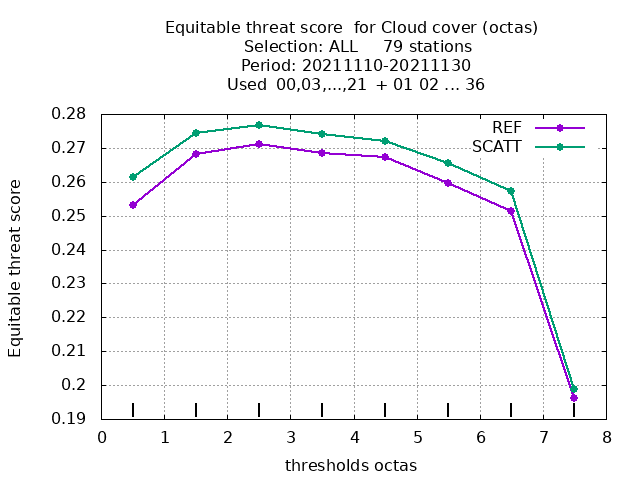 Equitable threat score  for Cloud cover (octas)
Selection: ALL     79 stations
Period: 20211110-20211130
Used  00,03,...,21  + 01 02 ... 36
REF
SCATT
Equitable threat score
0.28
0.27
0.26
0.25
0.24
0.23
0.22
0.21
0.2
0.19
0 1 2 3 4 5 6 7 8
thresholds octas